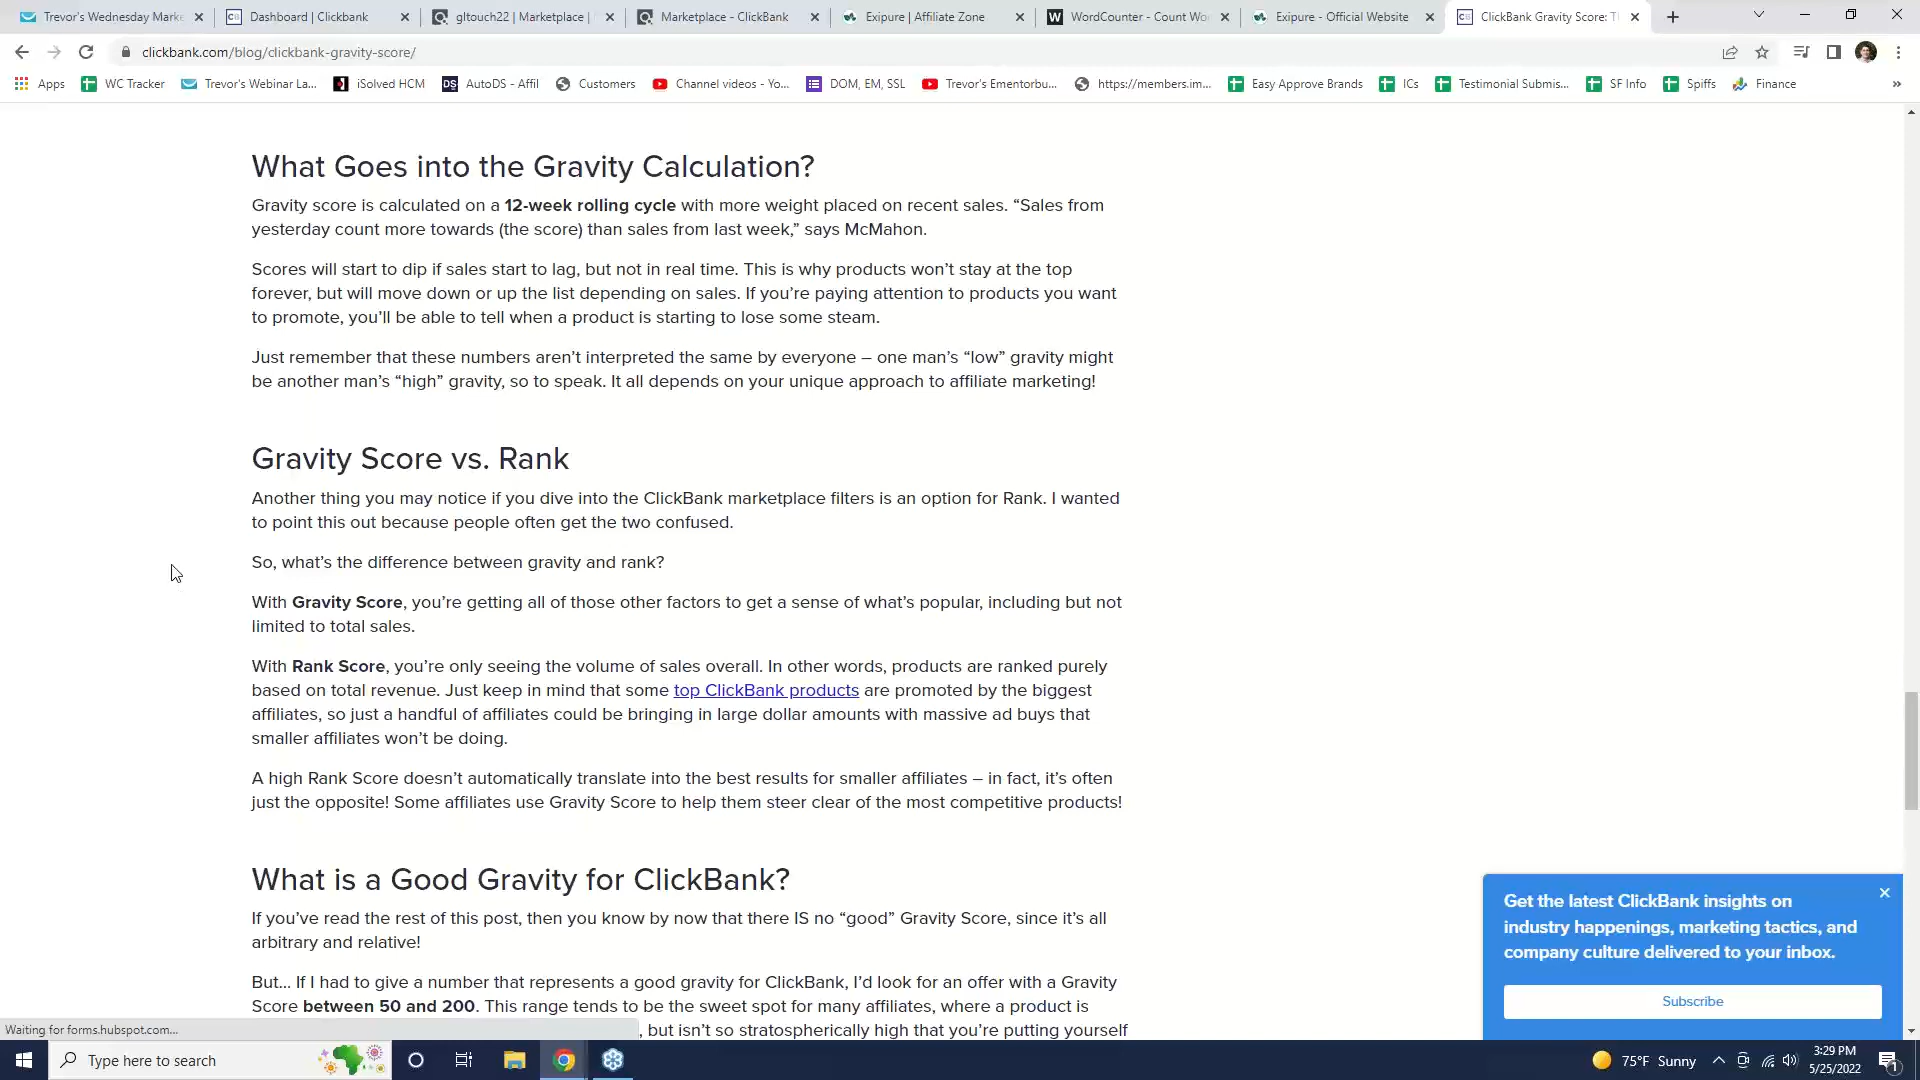 Trevor's Wednesday Marke
Dashboard | Clickbank
gltouch22 | Marketplace |
Marketplace - ClickBank
Exipure | Affiliate Zone
WordCounter - Count Wo
Exipure - Official Website
ClickBank Gravity Score: T
clickbank.com/blog/clickbank-gravity-score/
Apps
WC Tracker
Trevor's Webinar La...
iSolved HCM
AutoDS - Affil
Customers
Channel videos - Yo...
DOM, EM, SSL
Trevor's Ementorbu...
https://members.im...
Easy Approve Brands
ICs
Testimonial Submis...
SF Info
Spiffs
Finance
»
What Goes into the Gravity Calculation?
Gravity score is calculated on a 12-week rolling cycle with more weight placed on recent sales. “Sales from
yesterday count more towards (the score) than sales from last week,” says McMahon.
Scores will start to dip if sales start to lag, but not in real time. This is why products won’t stay at the top
forever, but will move down or up the list depending on sales. If you’re paying attention to products you want
to promote, you’ll be able to tell when a product is starting to lose some steam.
Just remember that these numbers aren’t interpreted the same by everyone – one man’s “low” gravity might
be another man’s “high” gravity, so to speak. It all depends on your unique approach to affiliate marketing!
Gravity Score vs. Rank
Another thing you may notice if you dive into the ClickBank marketplace filters is an option for Rank. I wanted
to point this out because people often get the two confused.
So, what’s the difference between gravity and rank?
With Gravity Score, you’re getting all of those other factors to get a sense of what’s popular, including but not
limited to total sales.
With Rank Score, you’re only seeing the volume of sales overall. In other words, products are ranked purely
based on total revenue. Just keep in mind that some top ClickBank products are promoted by the biggest
affiliates, so just a handful of affiliates could be bringing in large dollar amounts with massive ad buys that
smaller affiliates won’t be doing.
A high Rank Score doesn’t automatically translate into the best results for smaller affiliates – in fact, it’s often
just the opposite! Some affiliates use Gravity Score to help them steer clear of the most competitive products!
What is a Good Gravity for ClickBank?
If you’ve read the rest of this post, then you know by now that there IS no “good” Gravity Score, since it’s all
arbitrary and relative!
But... If I had to give a number that represents a good gravity for ClickBank, I’d look for an offer with a Gravity
Score between 50 and 200. This range tends to be the sweet spot for many affiliates, where a product is
, but isn’t so stratospherically high that you’re putting yourself
Get the latest ClickBank insights on
industry happenings, marketing tactics, and
company culture delivered to your inbox.
Subscribe
Waiting for forms.hubspot.com...
Type here to search
75°F Sunny
3:29 PM
5/25/2022
1